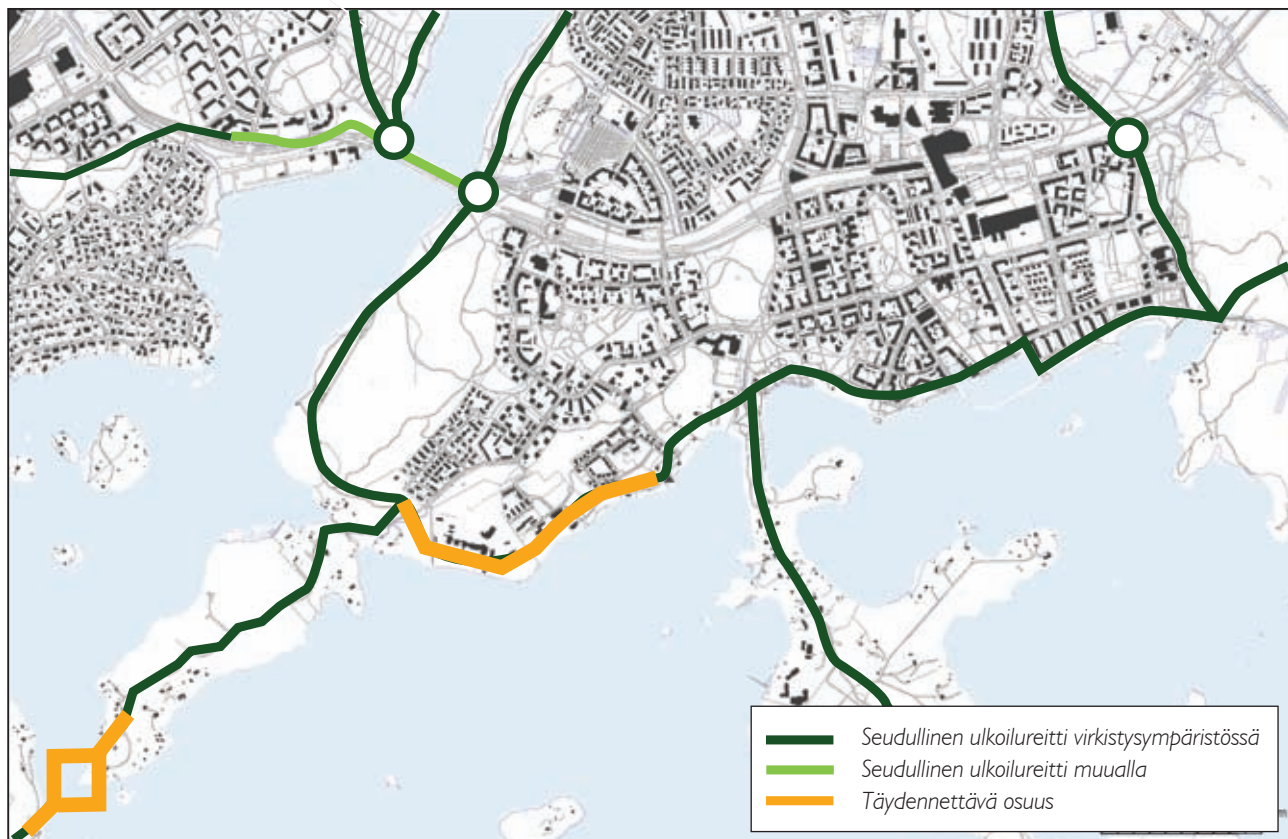 Seudullinen ulkoilureitti virkistysympäristössä
Seudullinen ulkoilureitti muualla
Täydennettävä osuus